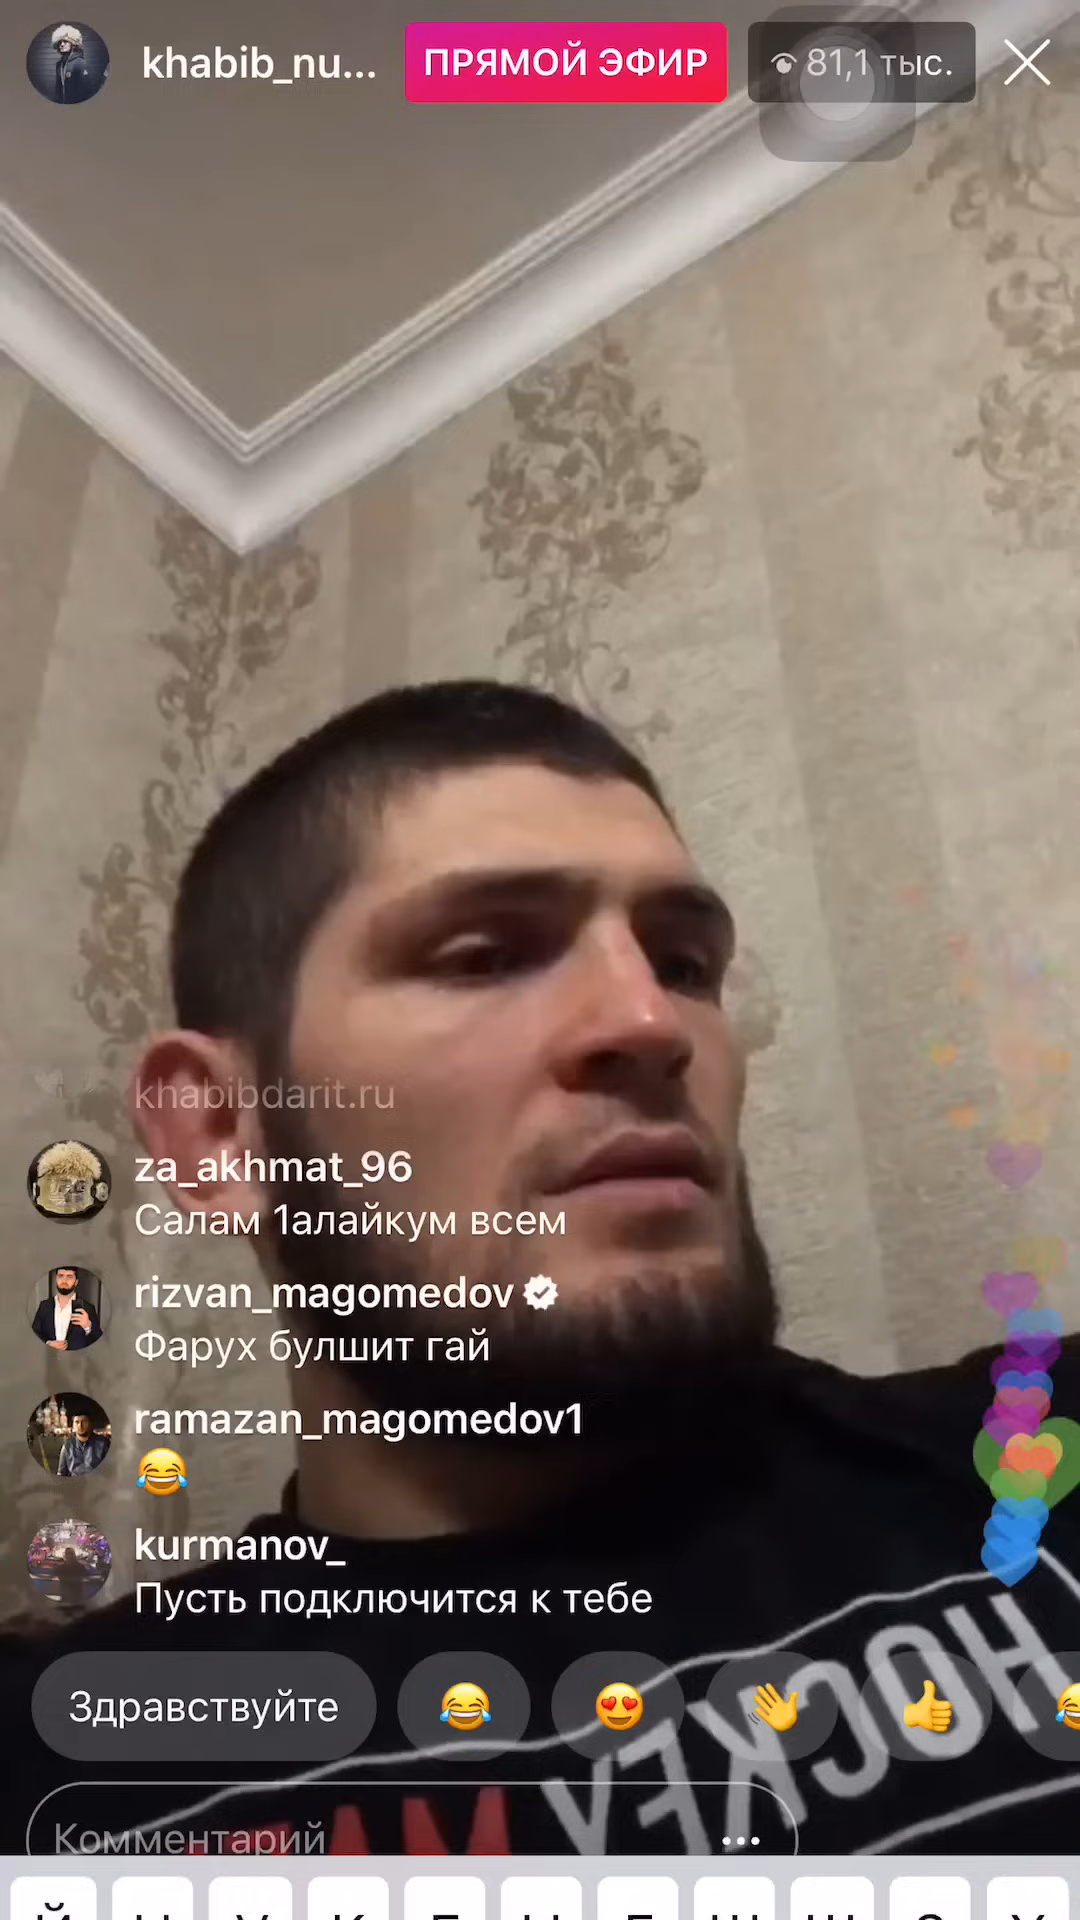 khabib_nu...
ПРЯМОЙ ЭФИР
81,1 тыс.
khabibdarit.ru
za_akhmat_96
Салам 1алайкум всем
rizvan_magomedov
Фарух булшит гай
ramazan_magomedov1
😂
kurmanov_
Пусть подключится к тебе
Здравствуйте 😂 😍 👋 👍 😂
HOCKEY
Комментарий